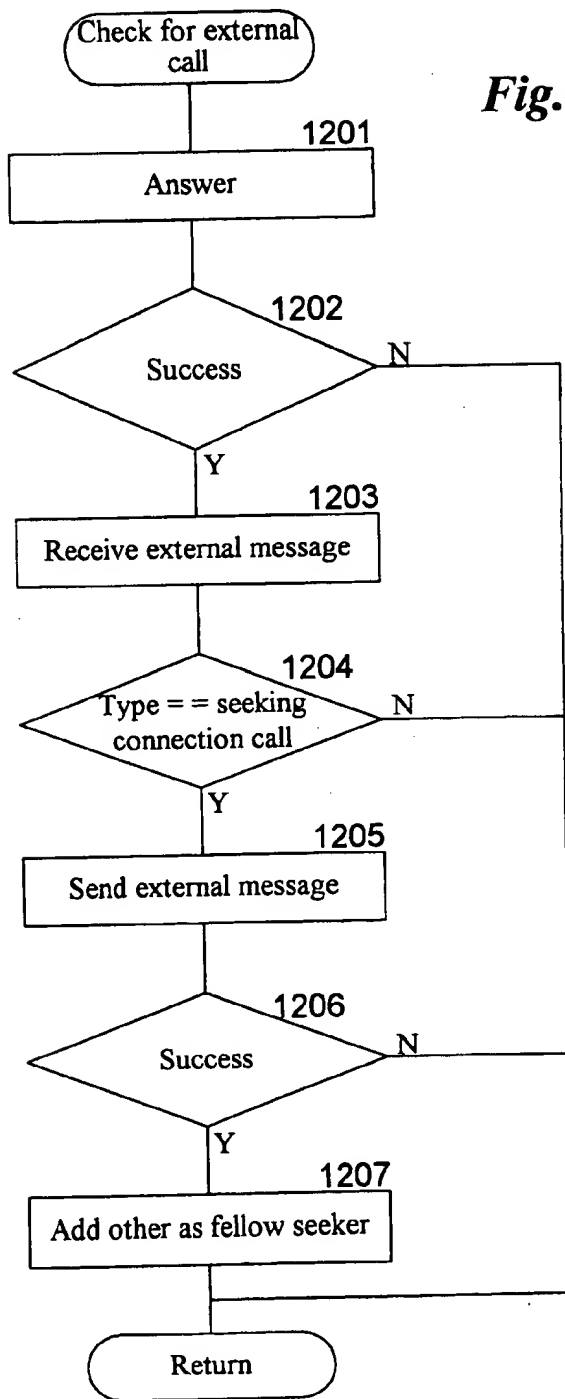 Check for external
call
Fig.
1201
Answer
1202
Success
N
Y
1203
Receive external message
1204
Type = = seeking
connection call
N
Y
1205
Send external message
1206
Success
N
Y
1207
Add other as fellow seeker
Return